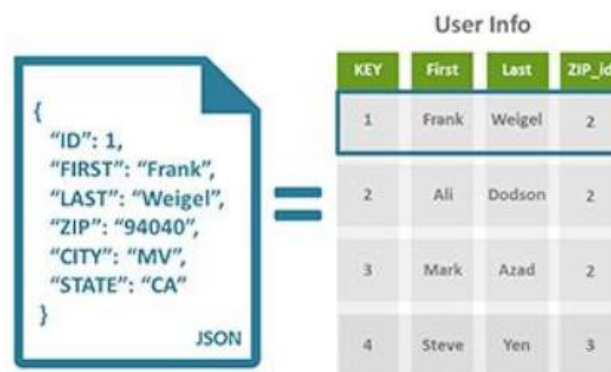 {
"ID": 1,
"FIRST": "Frank",
"LAST": "Weigel",
"ZIP": "94040",
"CITY": "MV",
"STATE": "CA"
}
JSON
=
User Info
KEY First Last ZIP_id
1 Frank Weigel 2
2 Ali Dodson 2
3 Mark Azad 2
4 Steve Yen 3